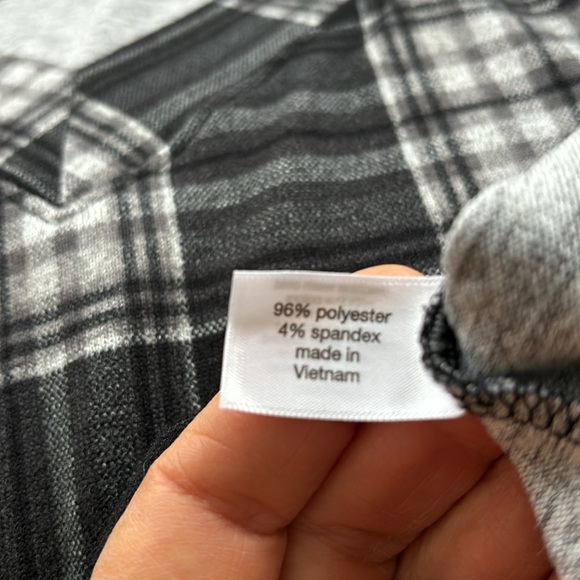 96% polyester
4% spandex
made in
Vietnam